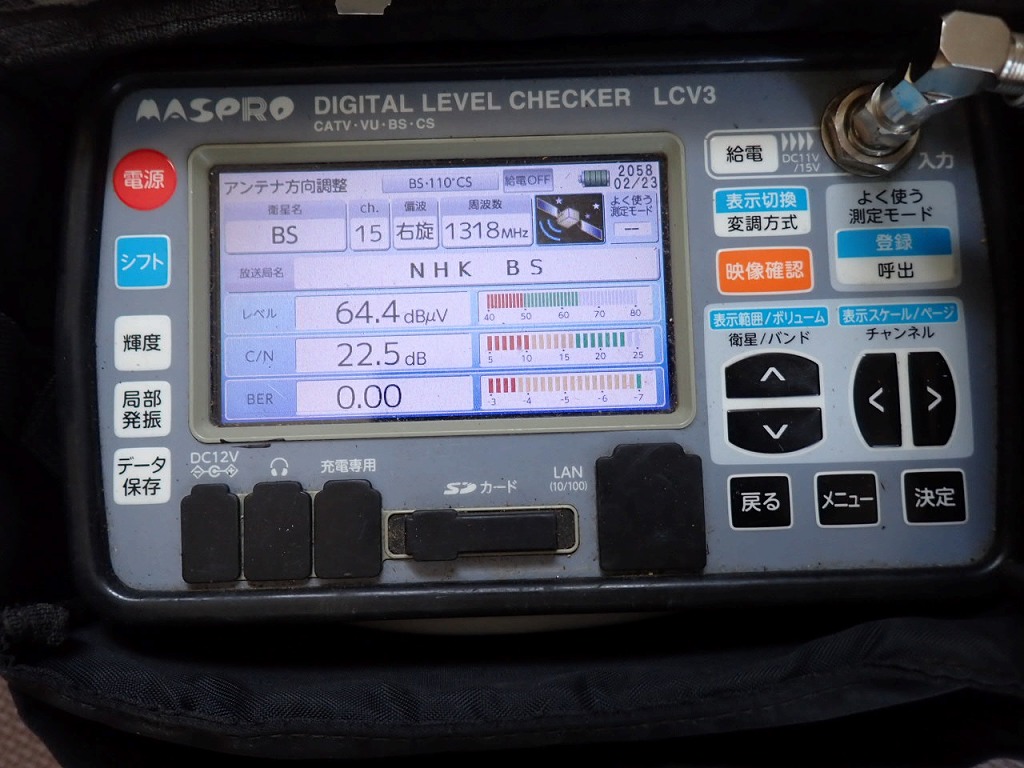 MASPRO DIGITAL LEVEL CHECKER LCV3
CATV・VU・BS・CS
電源
シフト
輝度
局部
発振
データ
保存
アンテナ方向調整 BS・110°CS 給電OFF 2058
02/23
衛星名 ch. 偏波 周波数 よく使う
測定モード
BS 15 右旋 1318MHz --
放送局名 NHK BS
レベル 64.4dBμV
40 50 60 70 80
C/N 22.5dB
5 10 15 20 25
BER 0.00
-3 -4 -5 -6 -7
給電 DC11V
/15V
入力
表示切換
変調方式
よく使う
測定モード
登録
呼出
映像確認
表示範囲/ボリューム
衛星/バンド
表示スケール/ページ
チャンネル
戻る メニュー 決定
DC12V
充電専用
SD カード
LAN
(10/100)